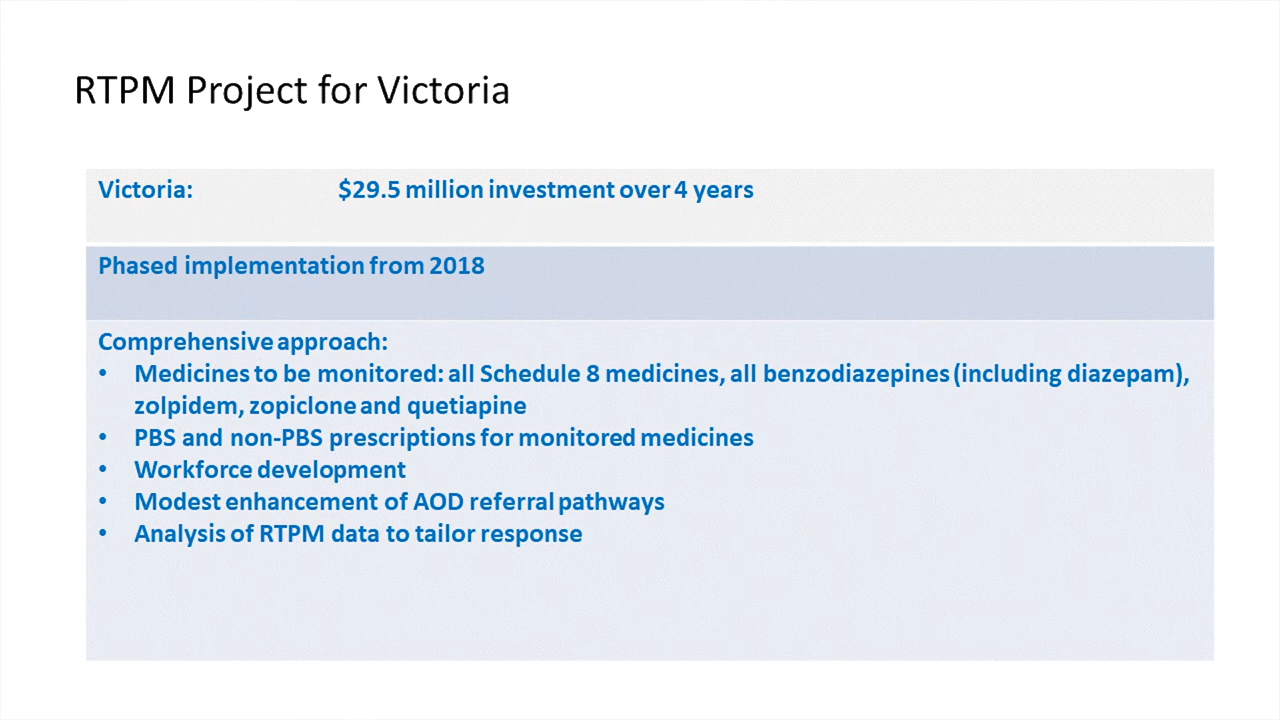 RTPM Project for Victoria
Victoria: $29.5 million investment over 4 years
Phased implementation from 2018
Comprehensive approach:
• Medicines to be monitored: all Schedule 8 medicines, all benzodiazepines (including diazepam),
zolpidem, zopiclone and quetiapine
• PBS and non-PBS prescriptions for monitored medicines
• Workforce development
• Modest enhancement of AOD referral pathways
• Analysis of RTPM data to tailor response